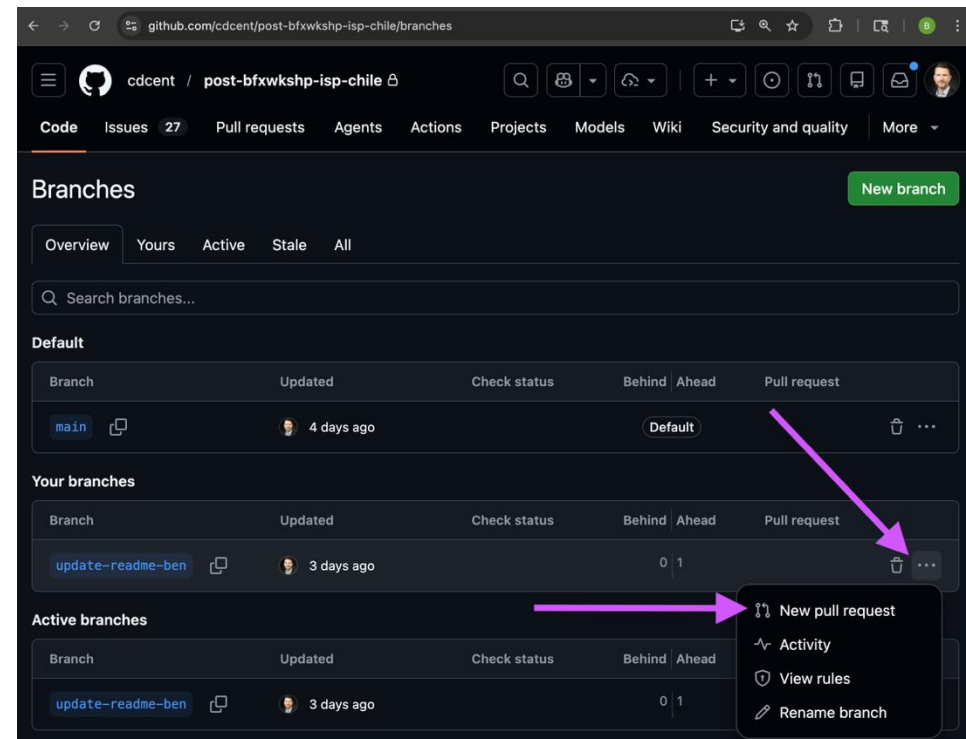 github.com/cdcent/post-bfxwkshp-isp-chile/branches
B
cdcent / post-bfxwkshp-isp-chile
Code Issues 27 Pull requests Agents Actions Projects Models Wiki Security and quality More
Branches
New branch
Overview Yours Active Stale All
Search branches...
Default
Branch Updated Check status Behind Ahead Pull request
main 4 days ago Default
Your branches
Branch Updated Check status Behind Ahead Pull request
update-readme-ben 3 days ago 0 1
New pull request
Active branches
Activity
Branch Updated Check status Behind Ahead
View rules
update-readme-ben 3 days ago 0 1
Rename branch